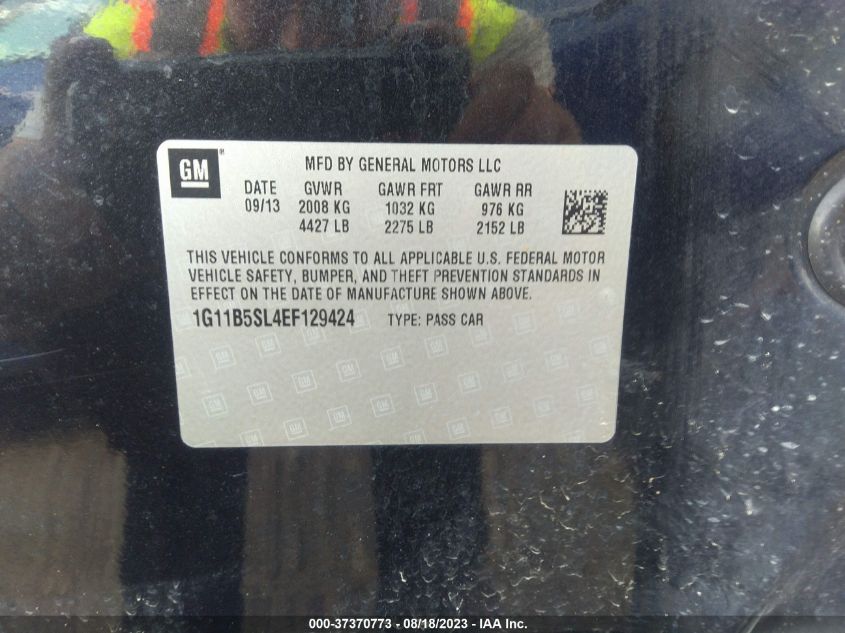 GM
MFD BY GENERAL MOTORS LLC
DATE GVWR GAWR FRT GAWR RR
09/13 2008 KG 1032 KG 976 KG
4427 LB 2275 LB 2152 LB
THIS VEHICLE CONFORMS TO ALL APPLICABLE U.S. FEDERAL MOTOR
VEHICLE SAFETY, BUMPER, AND THEFT PREVENTION STANDARDS IN
EFFECT ON THE DATE OF MANUFACTURE SHOWN ABOVE.
1G11B5SL4EF129424 TYPE: PASS CAR
000-37370773 — 08/18/2023 — IAA Inc.